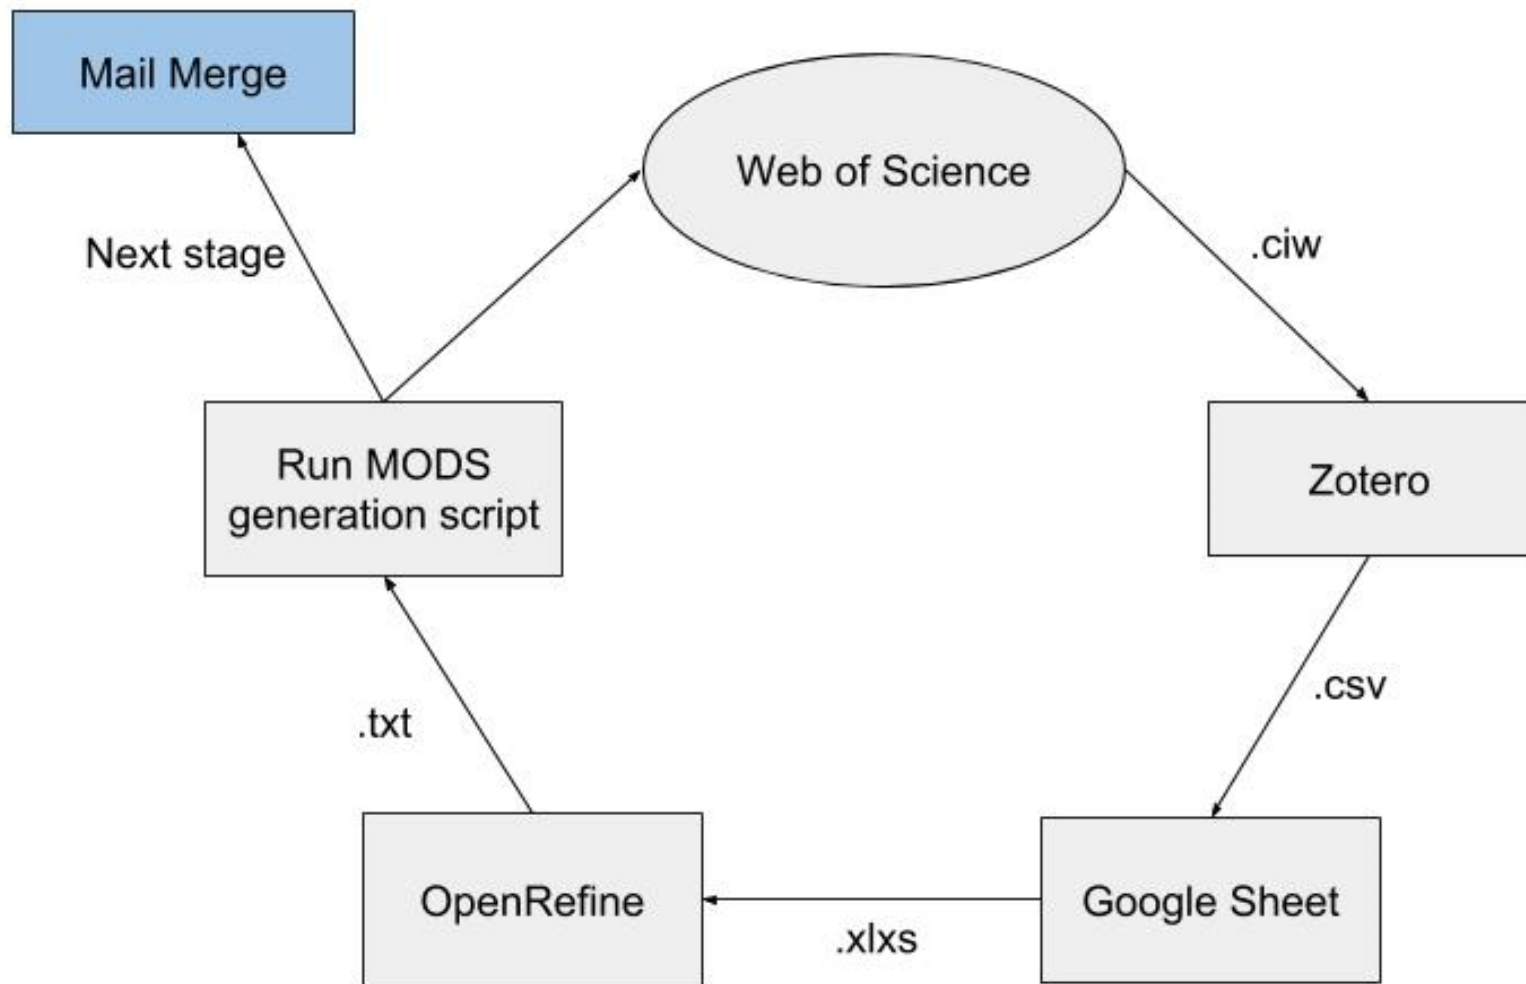 Mail Merge
Web of Science
Next stage
.ciw
Run MODS
generation script
Zotero
.csv
.txt
OpenRefine
.xlxs
Google Sheet